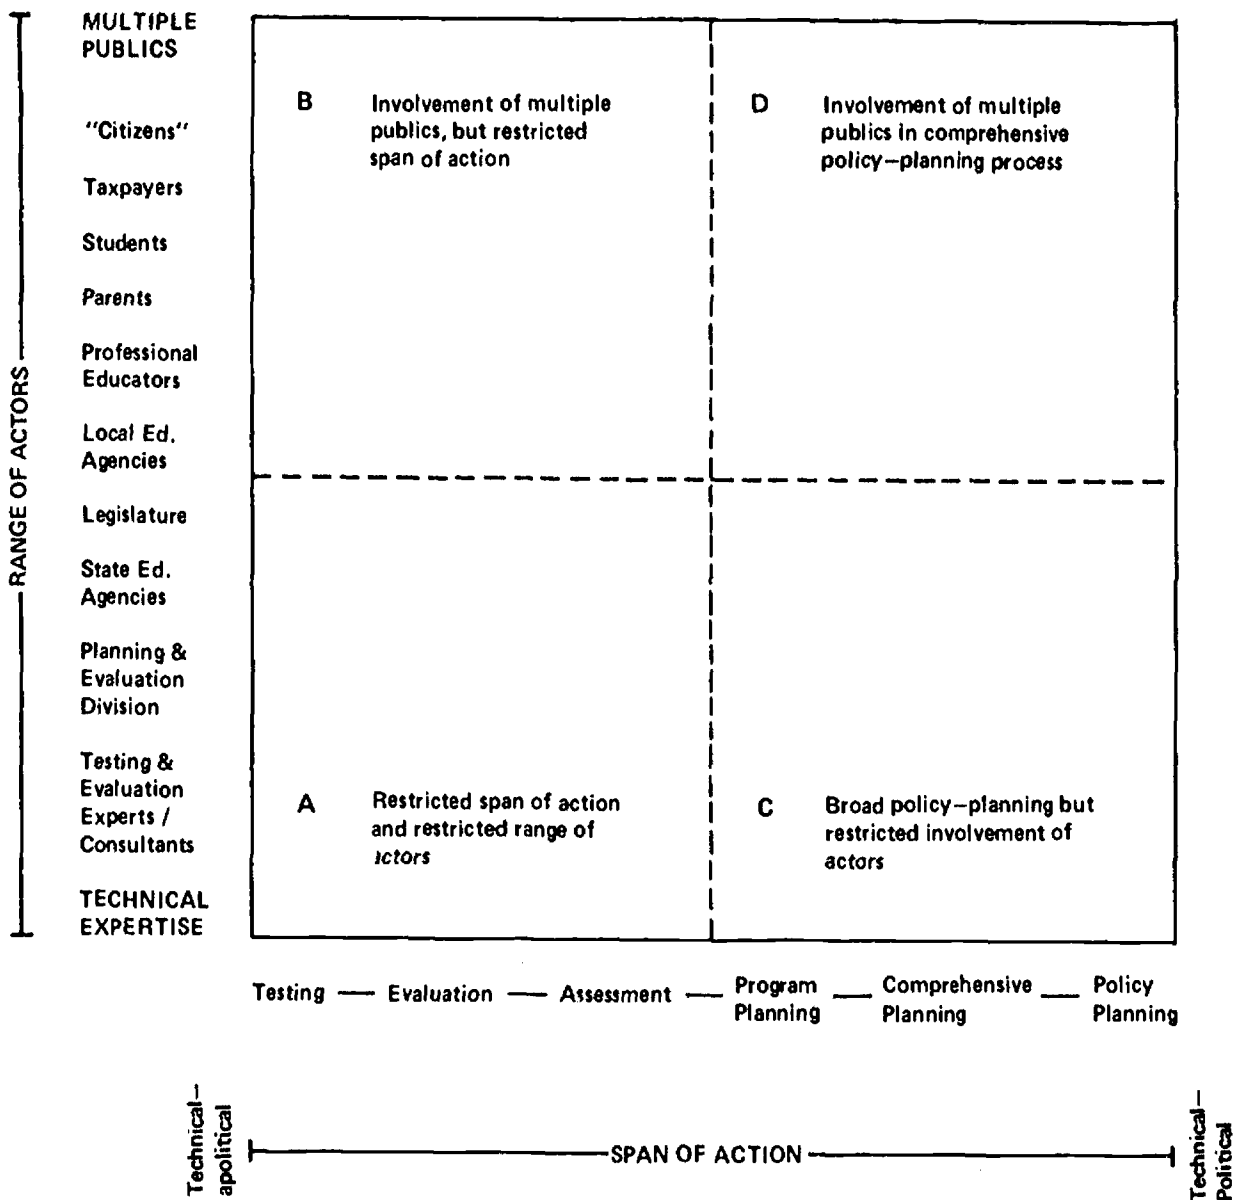 MULTIPLE
PUBLICS
"Citizens"
Taxpayers
Students
Parents
Professional
Educators
Local Ed.
Agencies
Legislature
State Ed.
Agencies
Planning &
Evaluation
Division
Testing &
Evaluation
Experts /
Consultants
TECHNICAL
EXPERTISE
RANGE OF ACTORS
B
Involvement of multiple
publics, but restricted
span of action
D
Involvement of multiple
publics in comprehensive
policy–planning process
A
Restricted span of action
and restricted range of
actors
C
Broad policy–planning but
restricted involvement of
actors
Testing — Evaluation — Assessment — Program Planning — Comprehensive Planning — Policy Planning
Technical–
apolitical
SPAN OF ACTION
Technical–
Political